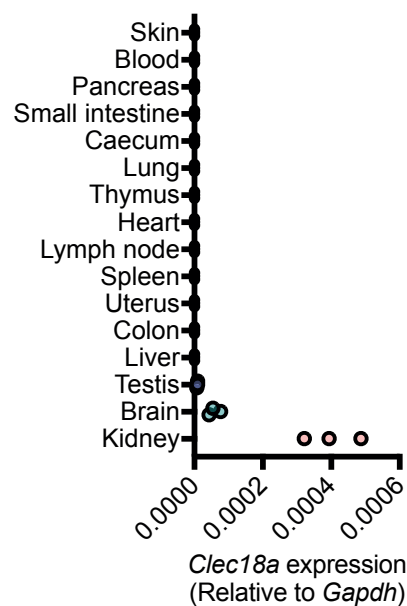 Skin
Blood
Pancreas
Small intestine
Caecum
Lung
Thymus
Heart
Lymph node
Spleen
Uterus
Colon
Liver
Testis
Brain
Kidney
0.0000 0.0002 0.0004 0.0006
Clec18a expression
(Relative to Gapdh)